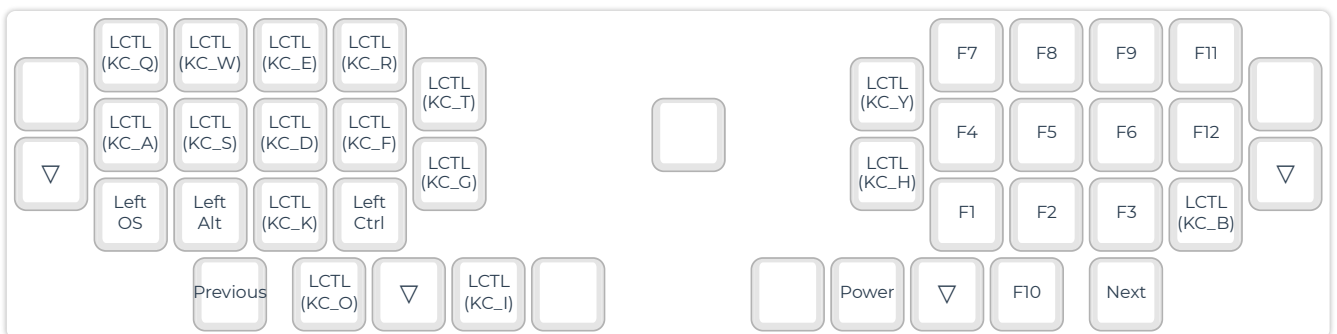 LCTL
(KC_Q)
LCTL
(KC_W)
LCTL
(KC_E)
LCTL
(KC_R)
LCTL
(KC_T)
LCTL
(KC_A)
LCTL
(KC_S)
LCTL
(KC_D)
LCTL
(KC_F)
LCTL
(KC_G)
▽
Left
OS
Left
Alt
LCTL
(KC_K)
Left
Ctrl
Previous
LCTL
(KC_O)
▽
LCTL
(KC_I)
F7
F8
F9
F11
LCTL
(KC_Y)
F4
F5
F6
F12
LCTL
(KC_H)
▽
F1
F2
F3
LCTL
(KC_B)
Power
▽
F10
Next